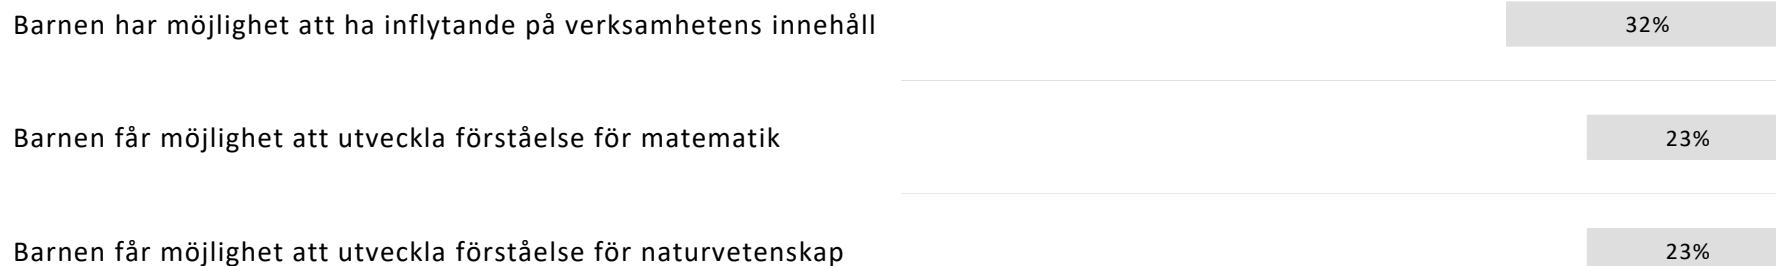 Barnen har möjlighet att ha inflytande på verksamhetens innehåll 32%
Barnen får möjlighet att utveckla förståelse för matematik 23%
Barnen får möjlighet att utveckla förståelse för naturvetenskap 23%